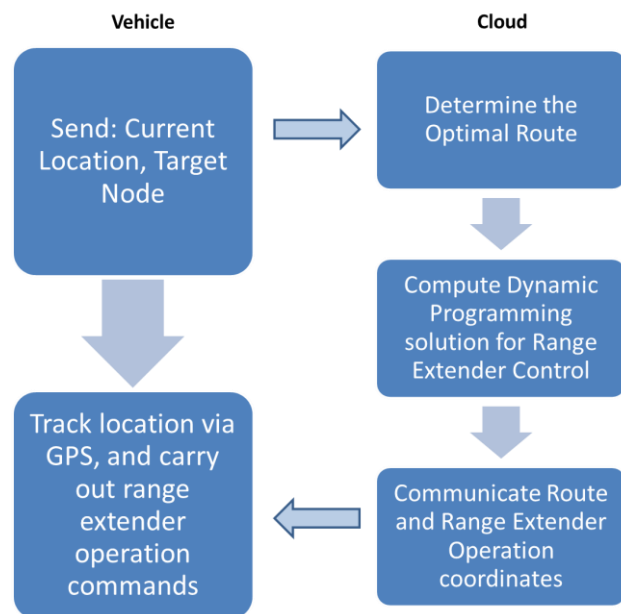 Vehicle
Cloud
Send: Current
Location, Target
Node
Determine the
Optimal Route
Compute Dynamic
Programming
solution for Range
Extender Control
Track location via
GPS, and carry
out range
extender
operation
commands
Communicate Route
and Range Extender
Operation
coordinates